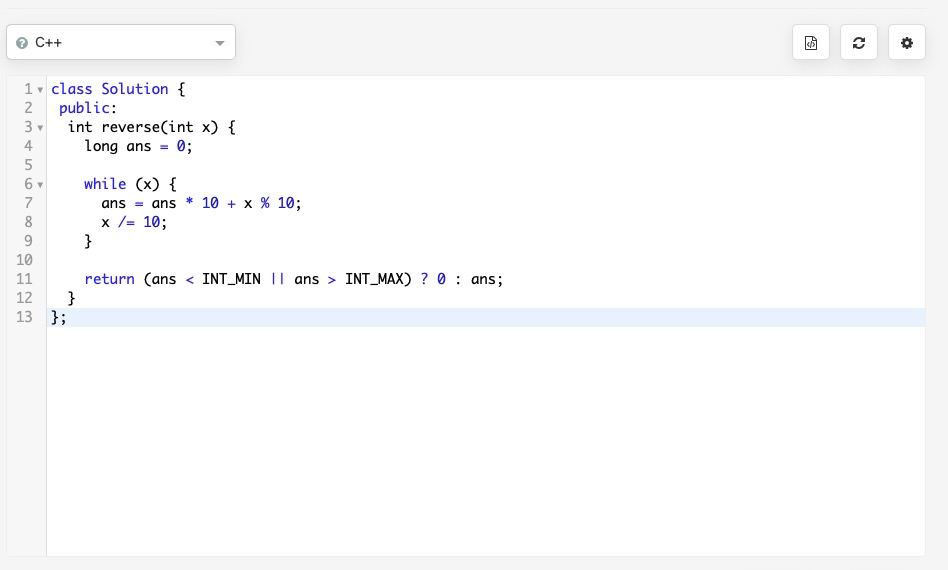 C++
1 class Solution {
2  public:
3   int reverse(int x) {
4     long ans = 0;
5
6     while (x) {
7       ans = ans * 10 + x % 10;
8       x /= 10;
9     }
10
11     return (ans < INT_MIN || ans > INT_MAX) ? 0 : ans;
12   }
13 };